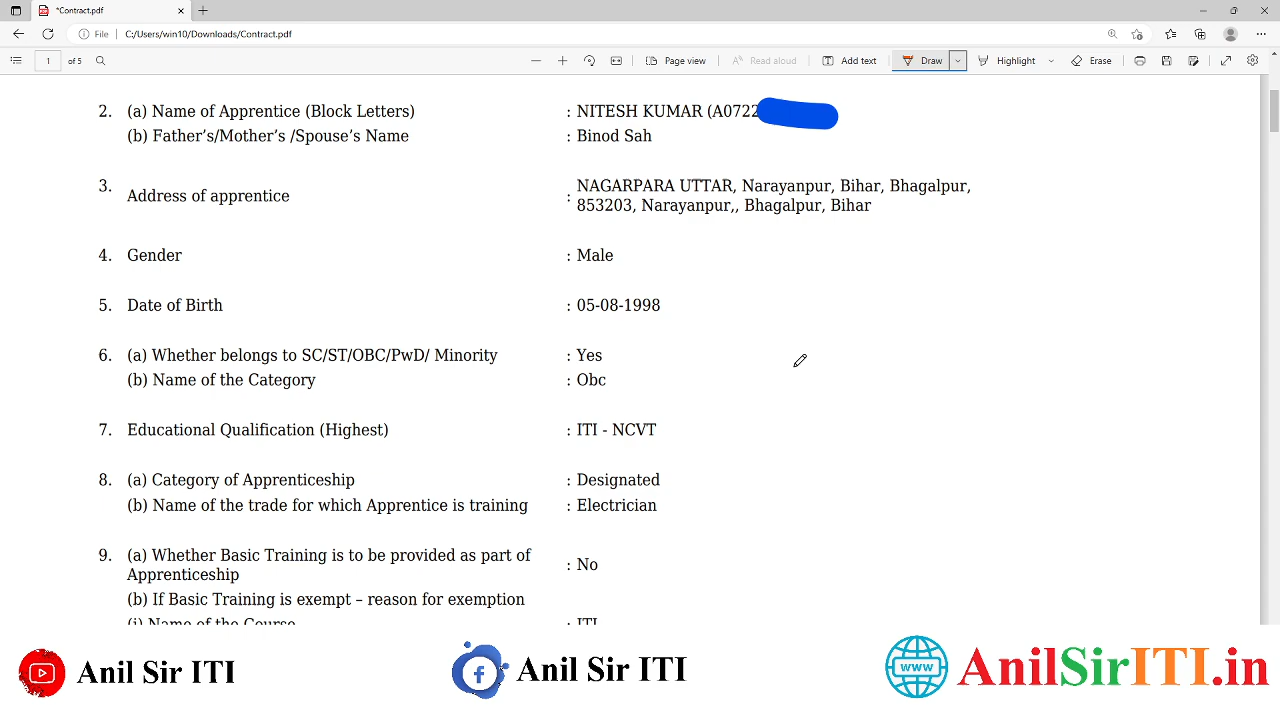 *Contract.pdf
File C:/Users/win10/Downloads/Contract.pdf
1 of 5 Page view Read aloud Add text Draw Highlight Erase
2. (a) Name of Apprentice (Block Letters) : NITESH KUMAR (A0722
(b) Father's/Mother's /Spouse's Name : Binod Sah
3. Address of apprentice : NAGARPARA UTTAR, Narayanpur, Bihar, Bhagalpur,
853203, Narayanpur,, Bhagalpur, Bihar
4. Gender : Male
5. Date of Birth : 05-08-1998
6. (a) Whether belongs to SC/ST/OBC/PwD/ Minority : Yes
(b) Name of the Category : Obc
7. Educational Qualification (Highest) : ITI - NCVT
8. (a) Category of Apprenticeship : Designated
(b) Name of the trade for which Apprentice is training : Electrician
9. (a) Whether Basic Training is to be provided as part of
Apprenticeship : No
(b) If Basic Training is exempt – reason for exemption
(i) Name of the Course : ITI
Anil Sir ITI
Anil Sir ITI
www AnilSirITI.in